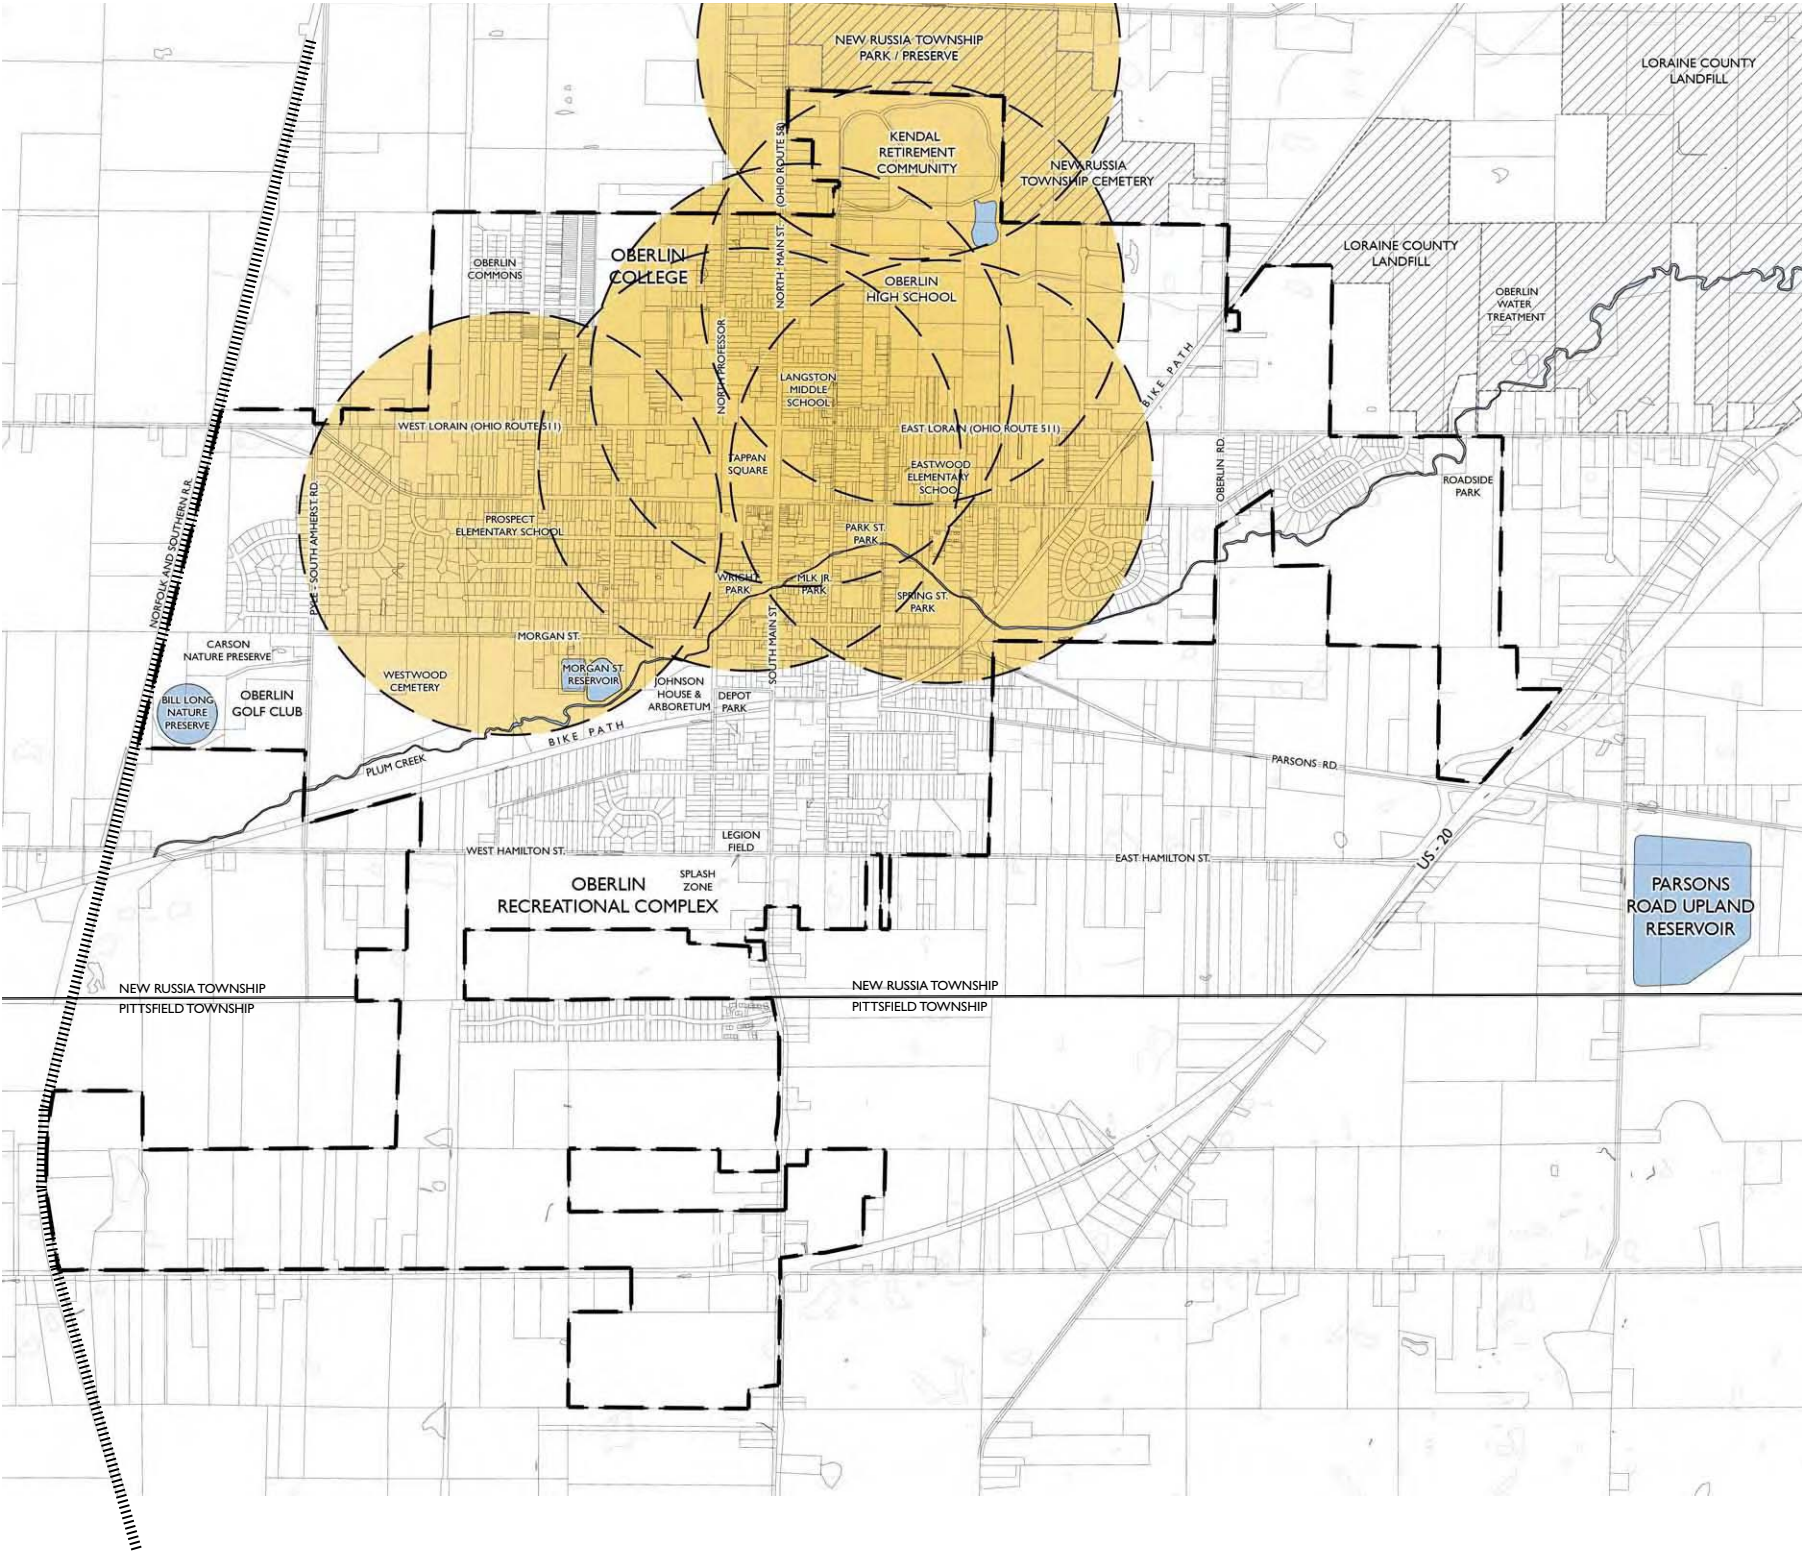 NEW RUSSIA TOWNSHIP
PARK / PRESERVE
LORAINE COUNTY
LANDFILL
KENDAL
RETIREMENT
COMMUNITY
NEW RUSSIA
TOWNSHIP CEMETERY
NORTH MAIN ST. (OHIO ROUTE 58)
OBERLIN
COMMONS
OBERLIN
COLLEGE
OBERLIN
HIGH SCHOOL
LORAINE COUNTY
LANDFILL
OBERLIN
WATER
TREATMENT
NORTH PROFESSOR
LANGSTON
MIDDLE
SCHOOL
BIKE PATH
WEST LORAIN (OHIO ROUTE 511)
EAST LORAIN (OHIO ROUTE 511)
TAPPAN
SQUARE
EASTWOOD
ELEMENTARY
SCHOOL
OBERLIN RD.
ROADSIDE
PARK
NORFOLK AND SOUTHERN R.R.
PYLE - SOUTH AMHERST RD.
PROSPECT
ELEMENTARY SCHOOL
PARK ST.
PARK
WRIGHT
PARK
MLK JR.
PARK
SPRING ST.
PARK
SOUTH MAIN ST.
MORGAN ST.
CARSON
NATURE PRESERVE
WESTWOOD
CEMETERY
MORGAN ST.
RESERVOIR
JOHNSON
HOUSE &
ARBORETUM
DEPOT
PARK
BILL LONG
NATURE
PRESERVE
OBERLIN
GOLF CLUB
BIKE PATH
PLUM CREEK
PARSONS RD.
LEGION
FIELD
WEST HAMILTON ST.
EAST HAMILTON ST.
US - 20
SPLASH
ZONE
OBERLIN
RECREATIONAL COMPLEX
PARSONS
ROAD UPLAND
RESERVOIR
NEW RUSSIA TOWNSHIP
PITTSFIELD TOWNSHIP
NEW RUSSIA TOWNSHIP
PITTSFIELD TOWNSHIP